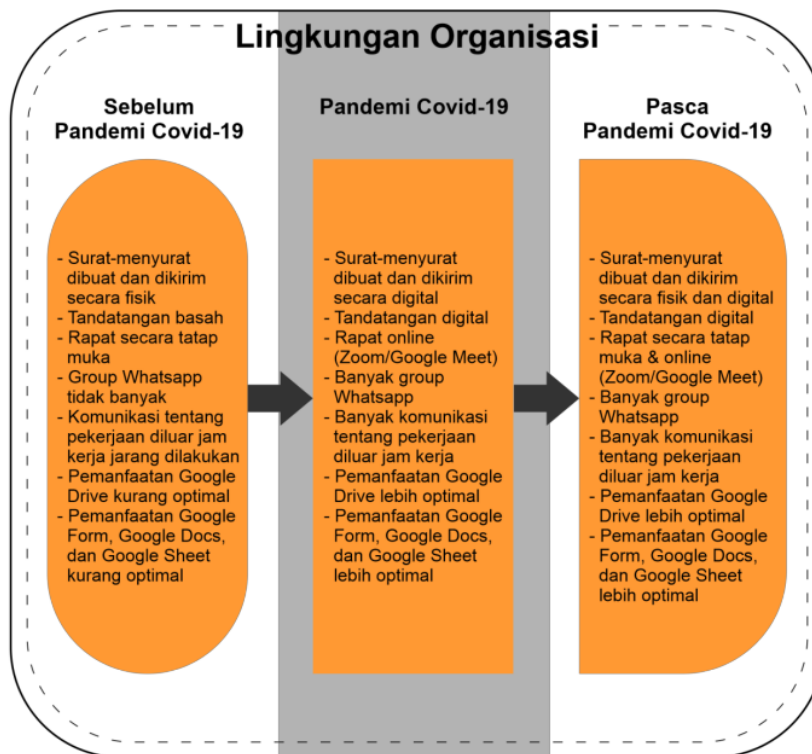 Lingkungan Organisasi
Sebelum
Pandemi Covid-19
- Surat-menyurat
dibuat dan dikirim
secara fisik
- Tandatangan basah
- Rapat secara tatap
muka
- Group Whatsapp
tidak banyak
- Komunikasi tentang
pekerjaan diluar jam
kerja jarang dilakukan
- Pemanfaatan Google
Drive kurang optimal
- Pemanfaatan Google
Form, Google Docs,
dan Google Sheet
kurang optimal
Pandemi Covid-19
- Surat-menyurat
dibuat dan dikirim
secara digital
- Tandatangan digital
- Rapat online
(Zoom/Google Meet)
- Banyak group
Whatsapp
- Banyak komunikasi
tentang pekerjaan
diluar jam kerja
- Pemanfaatan Google
Drive lebih optimal
- Pemanfaatan Google
Form, Google Docs,
dan Google Sheet
lebih optimal
Pasca
Pandemi Covid-19
- Surat-menyurat
dibuat dan dikirim
secara fisik dan digital
- Tandatangan digital
- Rapat secara tatap
muka & online
(Zoom/Google Meet)
- Banyak group
Whatsapp
- Banyak komunikasi
tentang pekerjaan
diluar jam kerja
- Pemanfaatan Google
Drive lebih optimal
- Pemanfaatan Google
Form, Google Docs,
dan Google Sheet
lebih optimal